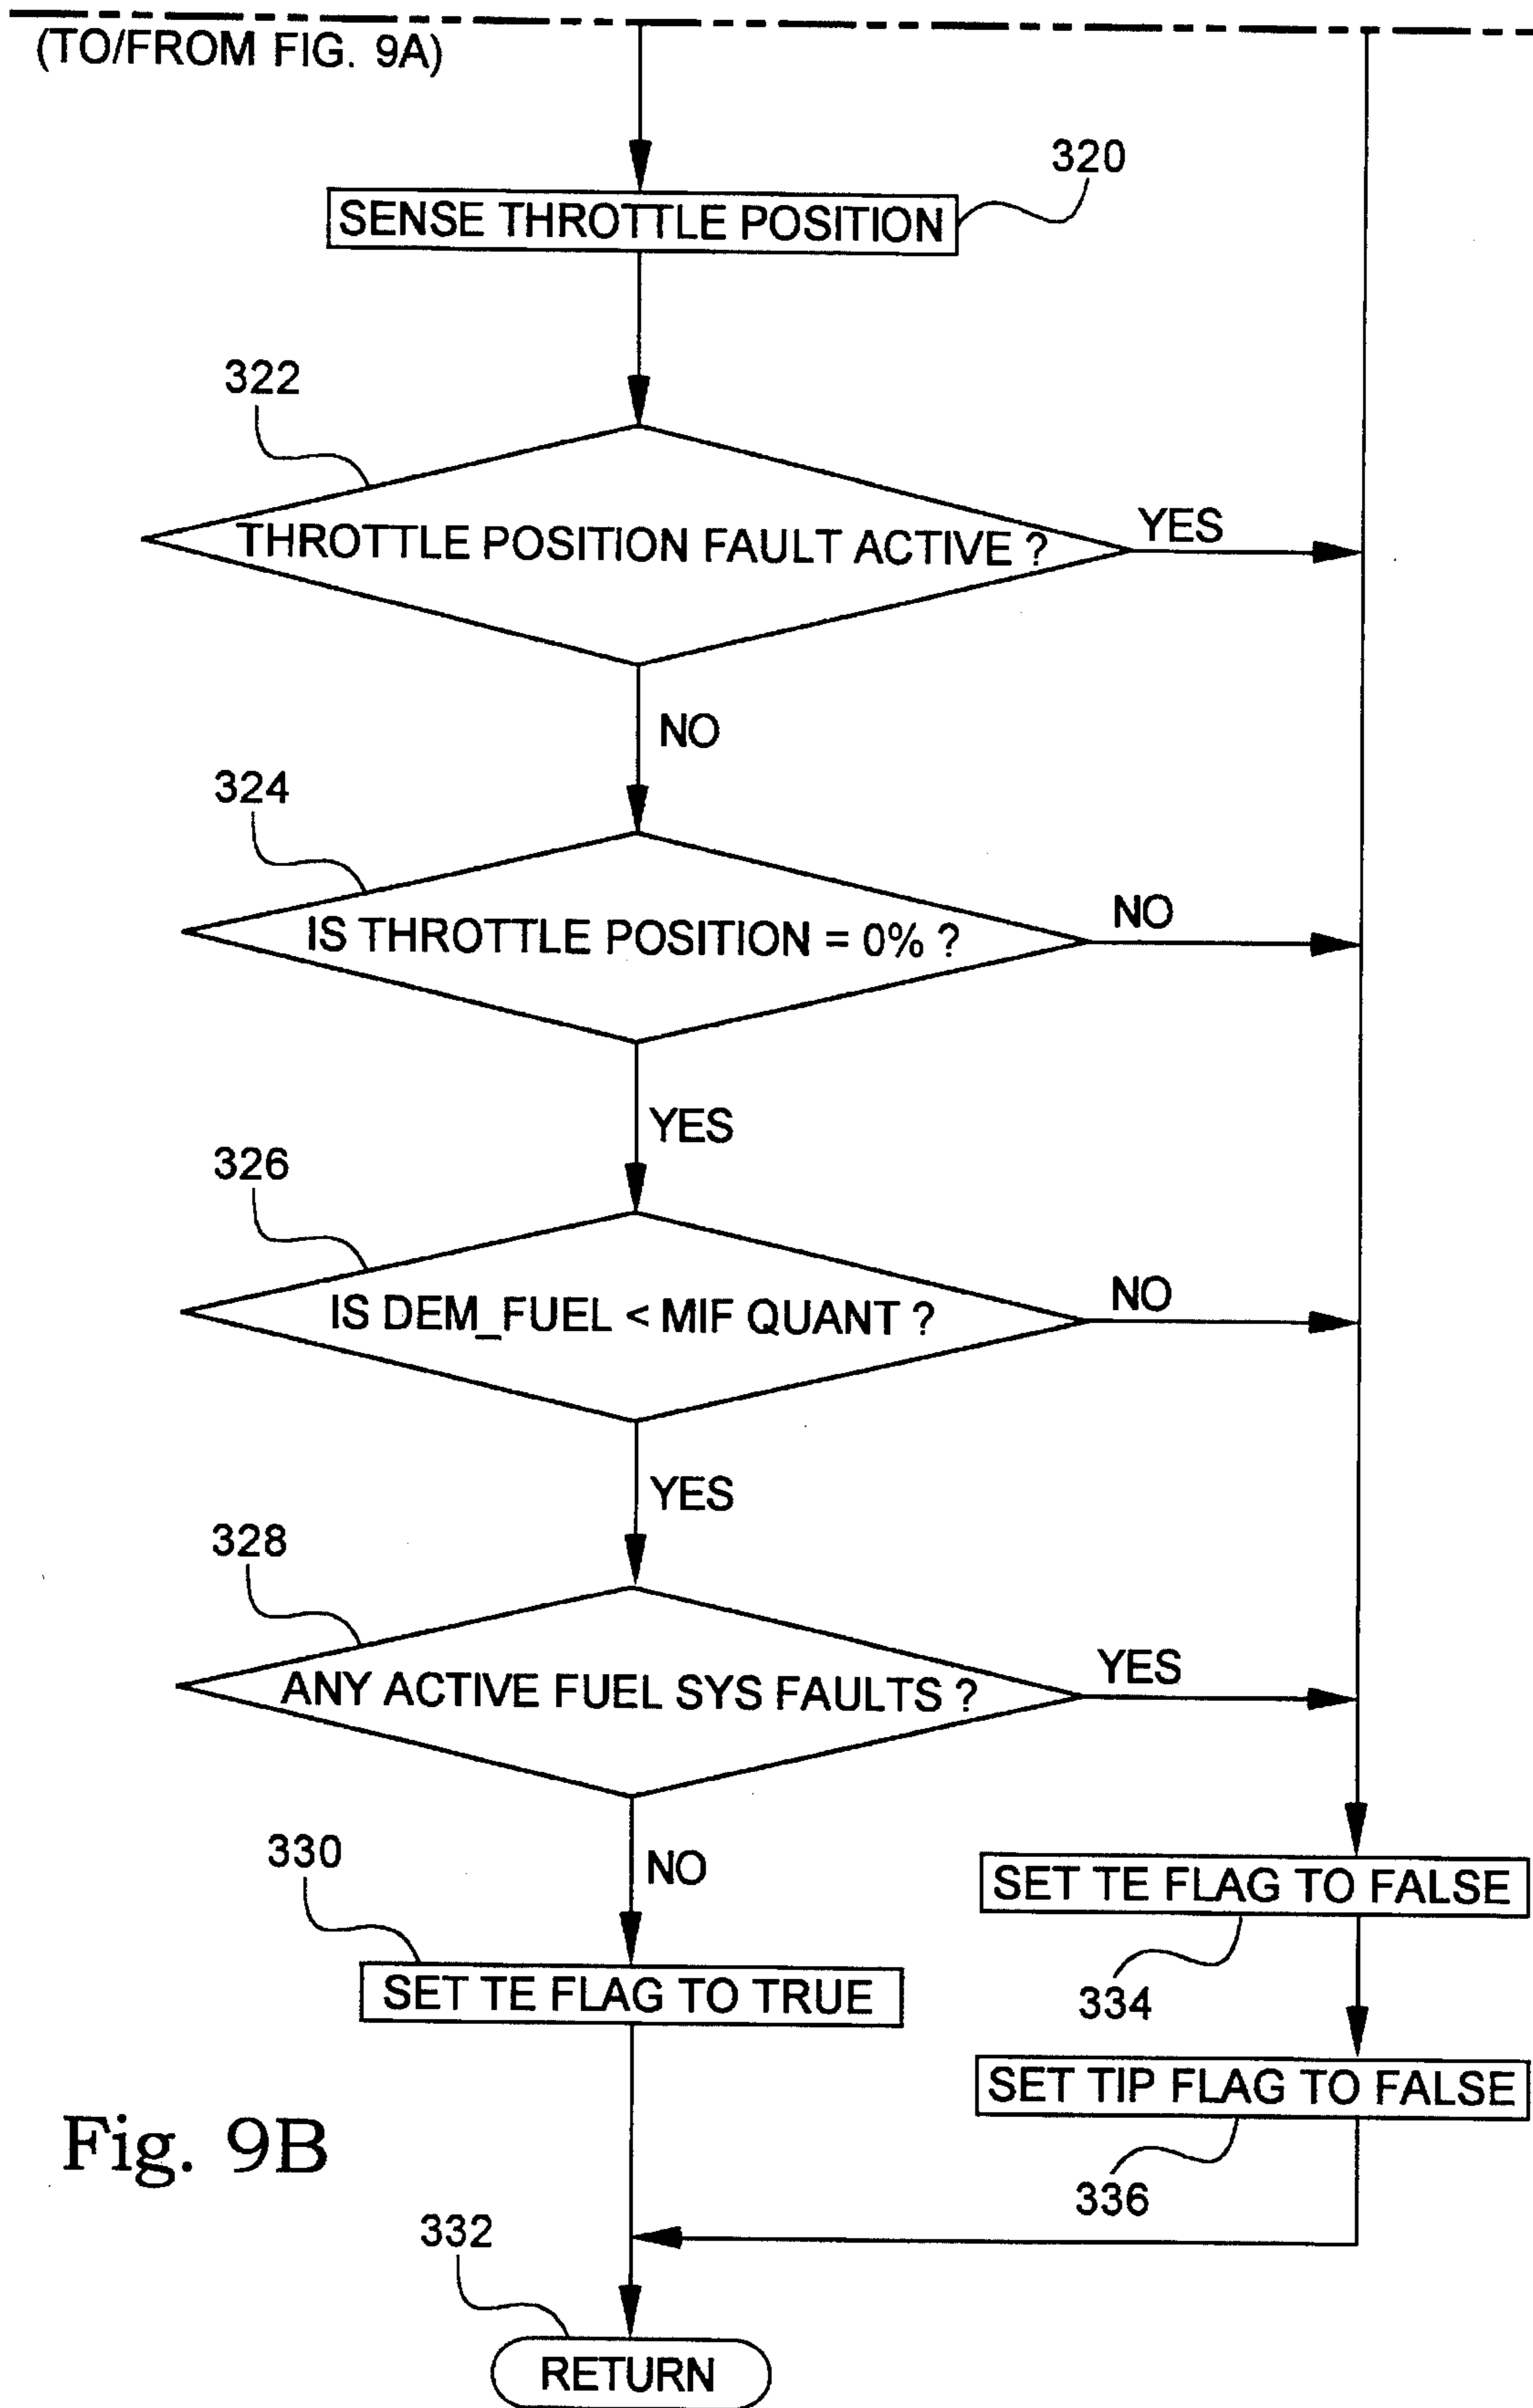 (TO/FROM FIG. 9A)
320
SENSE THROTTLE POSITION
322
THROTTLE POSITION FAULT ACTIVE ?
YES
NO
324
IS THROTTLE POSITION = 0% ?
NO
YES
326
IS DEM_FUEL < MIF QUANT ?
NO
YES
328
ANY ACTIVE FUEL SYS FAULTS ?
YES
NO
330
SET TE FLAG TO TRUE
SET TE FLAG TO FALSE
334
SET TIP FLAG TO FALSE
336
Fig. 9B
332
RETURN